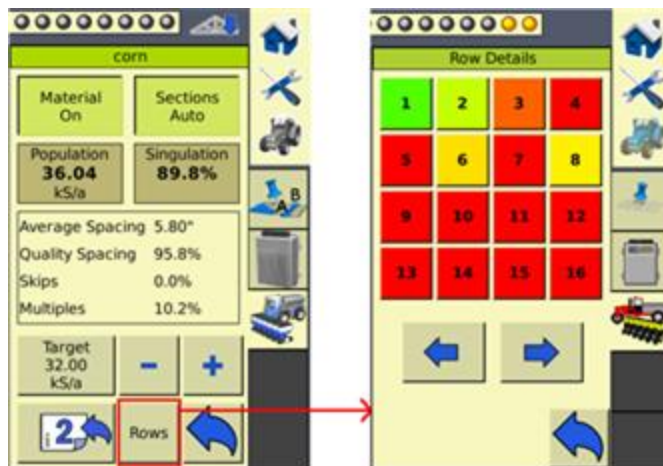 corn
Material
On
Sections
Auto
Population
36.04
kS/a
Singulation
89.8%
Average Spacing 5.80"
Quality Spacing 95.8%
Skips 0.0%
Multiples 10.2%
Target
32.00
kS/a
-
+
2
Rows
A B
Row Details
1 2 3 4
5 6 7 8
9 10 11 12
13 14 15 16